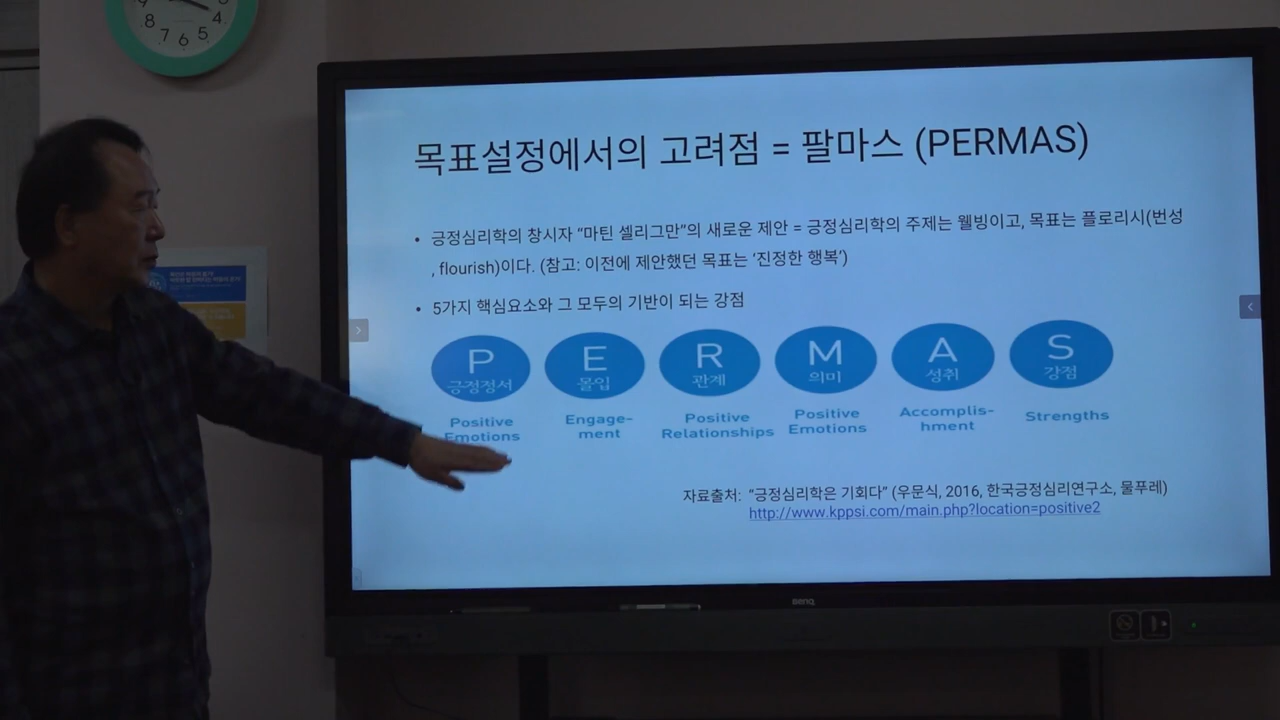 9
8
7
6
5
4
목표설정에서의 고려점 = 팔마스 (PERMAS)
• 긍정심리학의 창시자 “마틴 셀리그만”의 새로운 제안 = 긍정심리학의 주제는 웰빙이고, 목표는 플로리시(번성
, flourish)이다. (참고: 이전에 제안했던 목표는 ‘진정한 행복’)
• 5가지 핵심요소와 그 모두의 기반이 되는 강점
P E R M A S
긍정정서 몰입 관계 의미 성취 강점
Positive Engage- Positive Positive Accomplis- Strengths
Emotions ment Relationships Emotions hment
자료출처: “긍정심리학은 기회다” (우문식, 2016, 한국긍정심리연구소, 물푸레)
http://www.kppsi.com/main.php?location=positive2
BenQ